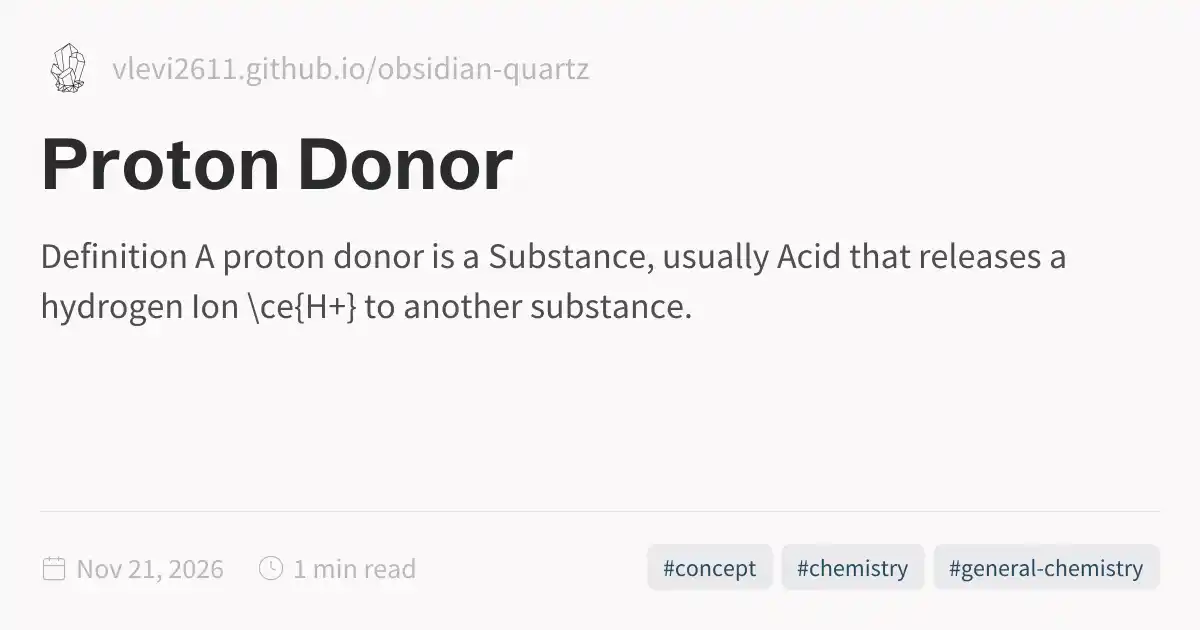 vlevi2611.github.io/obsidian-quartz
Proton Donor
Definition A proton donor is a Substance, usually Acid that releases a
hydrogen Ion \ce{H+} to another substance.
Nov 21, 2026 1 min read #concept #chemistry #general-chemistry